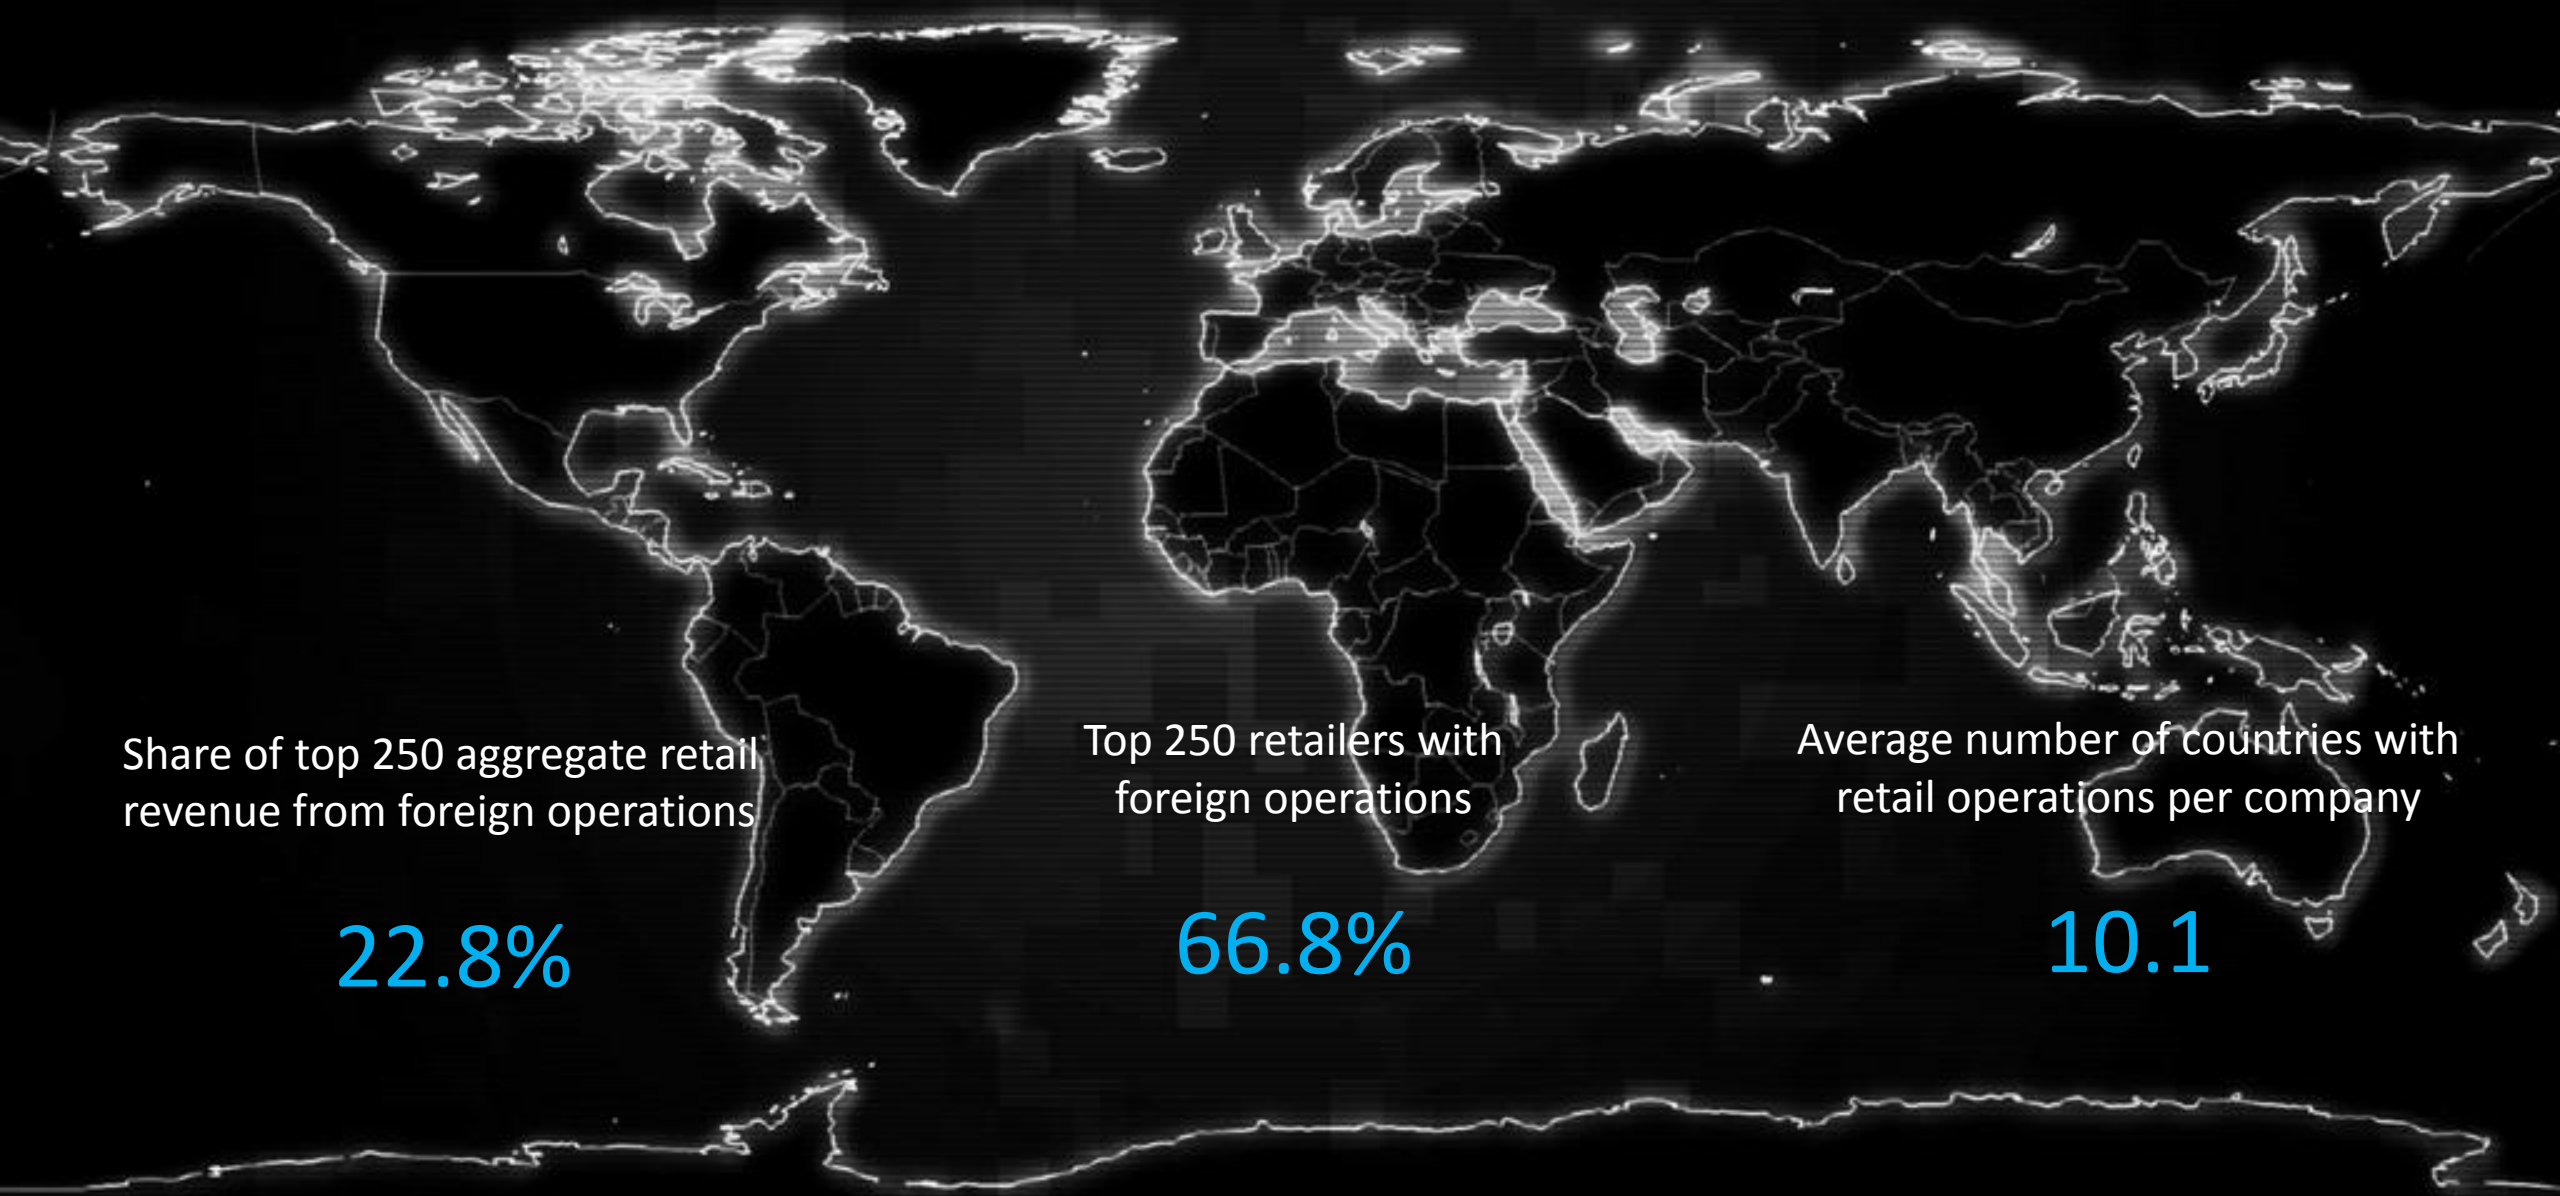 Share of top 250 aggregate retail
revenue from foreign operations
22.8%
Top 250 retailers with
foreign operations
66.8%
Average number of countries with
retail operations per company
10.1